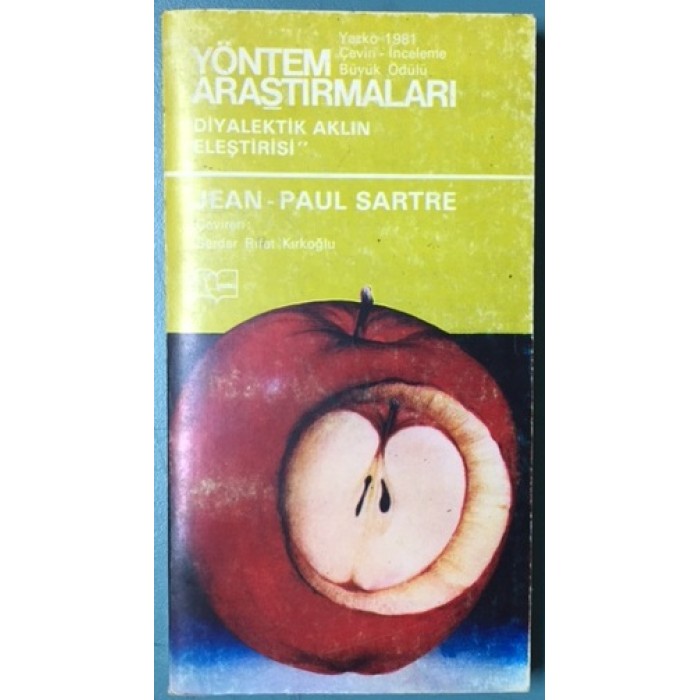 Yazko 1981
Çeviri - İnceleme
Büyük Ödülü
YÖNTEM
ARAŞTIRMALARI
DİYALEKTİK AKLIN
ELEŞTİRİSİ"
JEAN - PAUL SARTRE
Çeviren:
Serdar Rifat Kırkoğlu